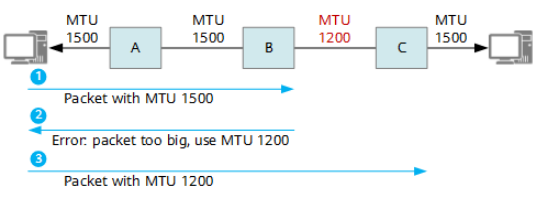 MTU
1500
MTU
1500
MTU
1200
MTU
1500
A
B
C
1
Packet with MTU 1500
2
Error: packet too big, use MTU 1200
3
Packet with MTU 1200